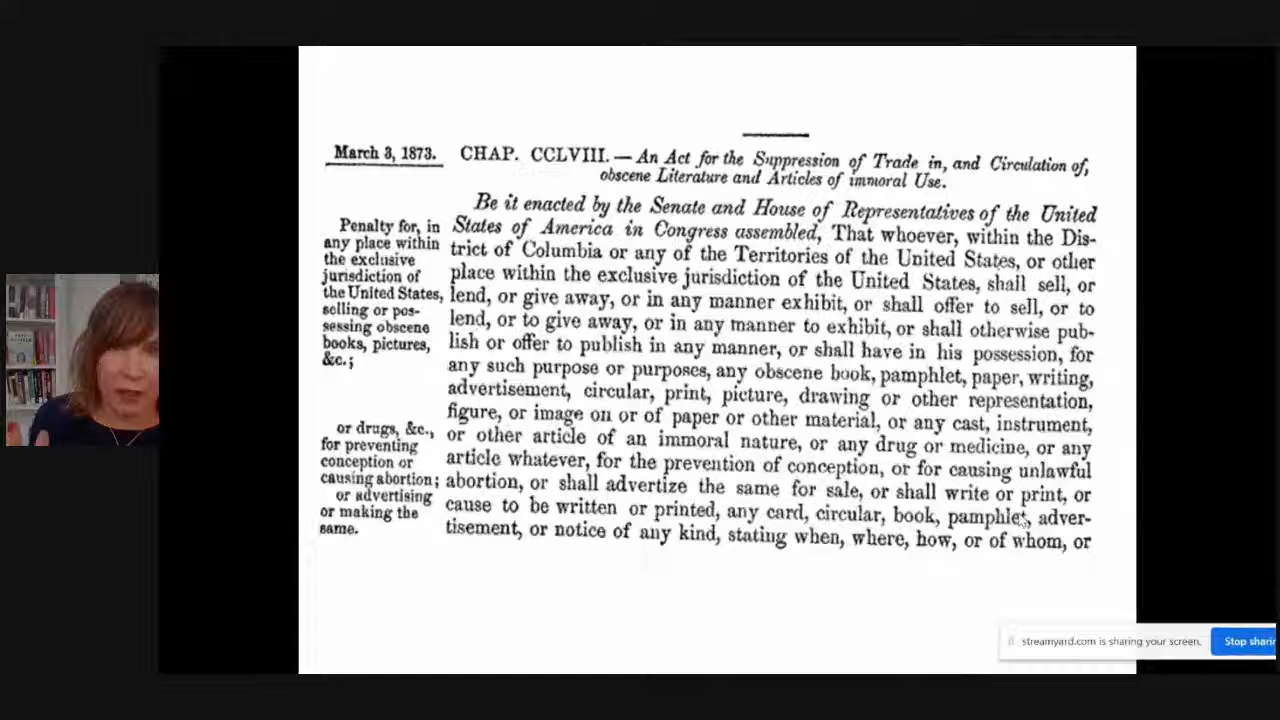 March 3, 1873.
CHAP. CCLVIII. — An Act for the Suppression of Trade in, and Circulation of,
obscene Literature and Articles of immoral Use.
Be it enacted by the Senate and House of Representatives of the United
States of America in Congress assembled, That whoever, within the Dis-
trict of Columbia or any of the Territories of the United States, or other
place within the exclusive jurisdiction of the United States, shall sell, or
lend, or give away, or in any manner exhibit, or shall offer to sell, or to
lend, or to give away, or in any manner to exhibit, or shall otherwise pub-
lish or offer to publish in any manner, or shall have in his possession, for
any such purpose or purposes, any obscene book, pamphlet, paper, writing,
advertisement, circular, print, picture, drawing or other representation,
figure, or image on or of paper or other material, or any cast, instrument,
or other article of an immoral nature, or any drug or medicine, or any
article whatever, for the prevention of conception, or for causing unlawful
abortion, or shall advertize the same for sale, or shall write or print, or
cause to be written or printed, any card, circular, book, pamphlet, adver-
tisement, or notice of any kind, stating when, where, how, or of whom, or
Penalty for, in
any place within
the exclusive
jurisdiction of
the United States,
selling or pos-
sessing obscene
books, pictures,
&c.;
or drugs, &c.,
for preventing
conception or
causing abortion;
or advertising
or making the
same.
streamyard.com is sharing your screen.
Stop sharin